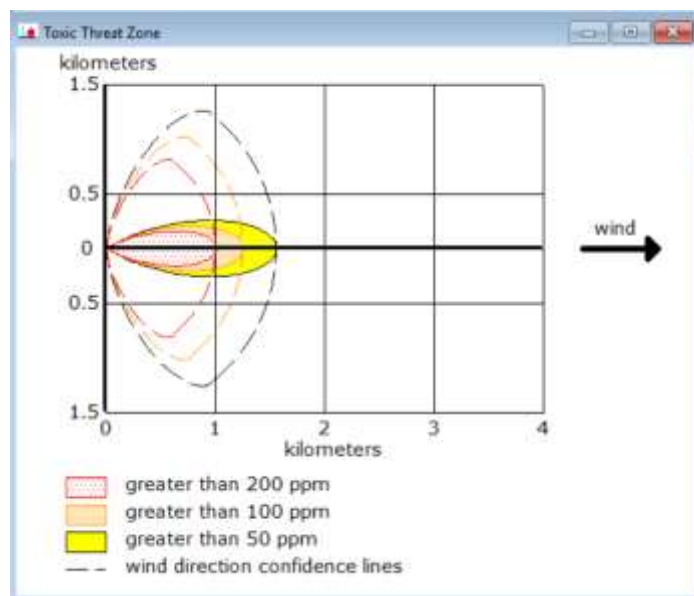 Toxic Threat Zone
kilometers
1.5
0.5
0
0.5
1.5
wind
0 1 2 3 4
kilometers
greater than 200 ppm
greater than 100 ppm
greater than 50 ppm
wind direction confidence lines